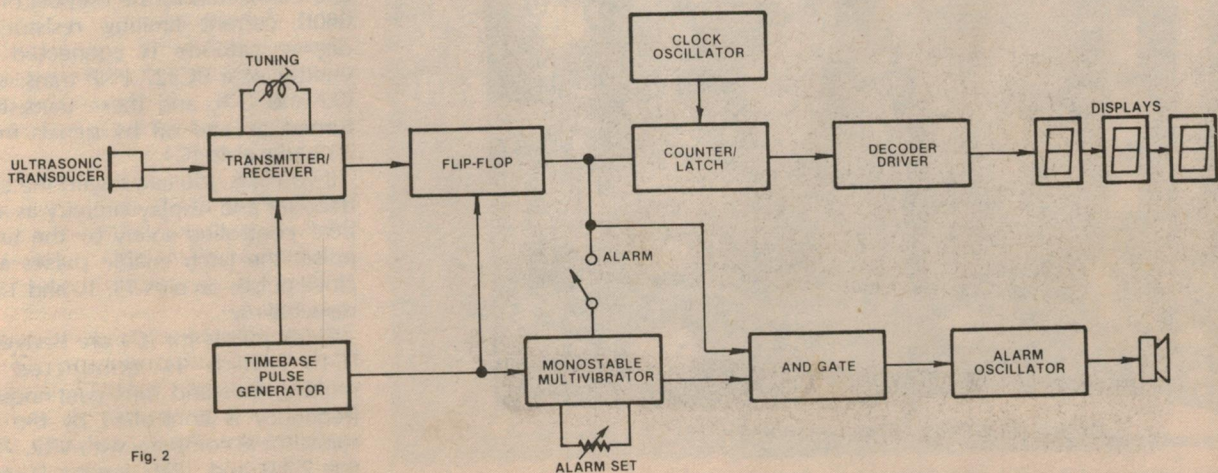 CLOCK
OSCILLATOR
TUNING
DISPLAYS
ULTRASONIC
TRANSDUCER
TRANSMITTER/
RECEIVER
FLIP-FLOP
COUNTER/
LATCH
DECODER
DRIVER
ALARM
TIMEBASE
PULSE
GENERATOR
MONOSTABLE
MULTIVIBRATOR
AND GATE
ALARM
OSCILLATOR
Fig. 2
ALARM SET